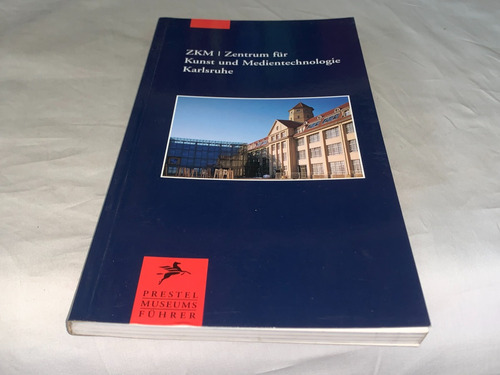 ZKM | Zentrum für
Kunst und Medientechnologie
Karlsruhe
PRESTEL
MUSEUMS
FÜHRER